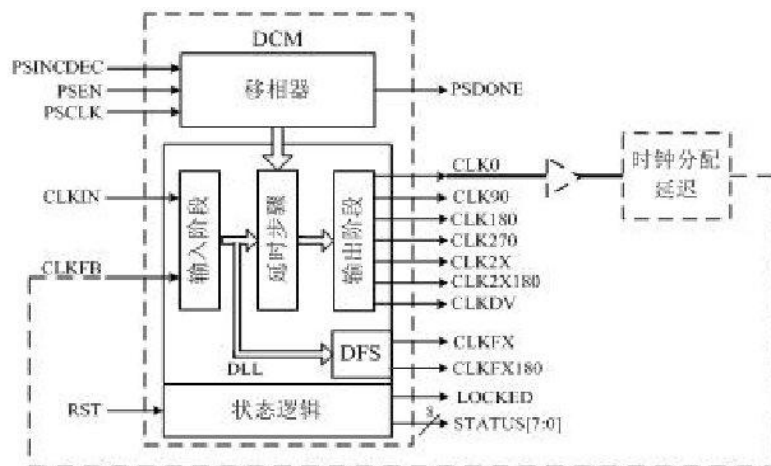 DCM
PSINCDEC
PSEN
PSCLK
移相器
PSDONE
CLKIN
CLKFB
输入阶段
延时步骤
输出阶段
CLK0
时钟分配
延迟
CLK90
CLK180
CLK270
CLK2X
CLK2X180
CLKDV
DFS
CLKFX
CLKFX180
DLL
RST
状态逻辑
LOCKED
8
STATUS[7:0]